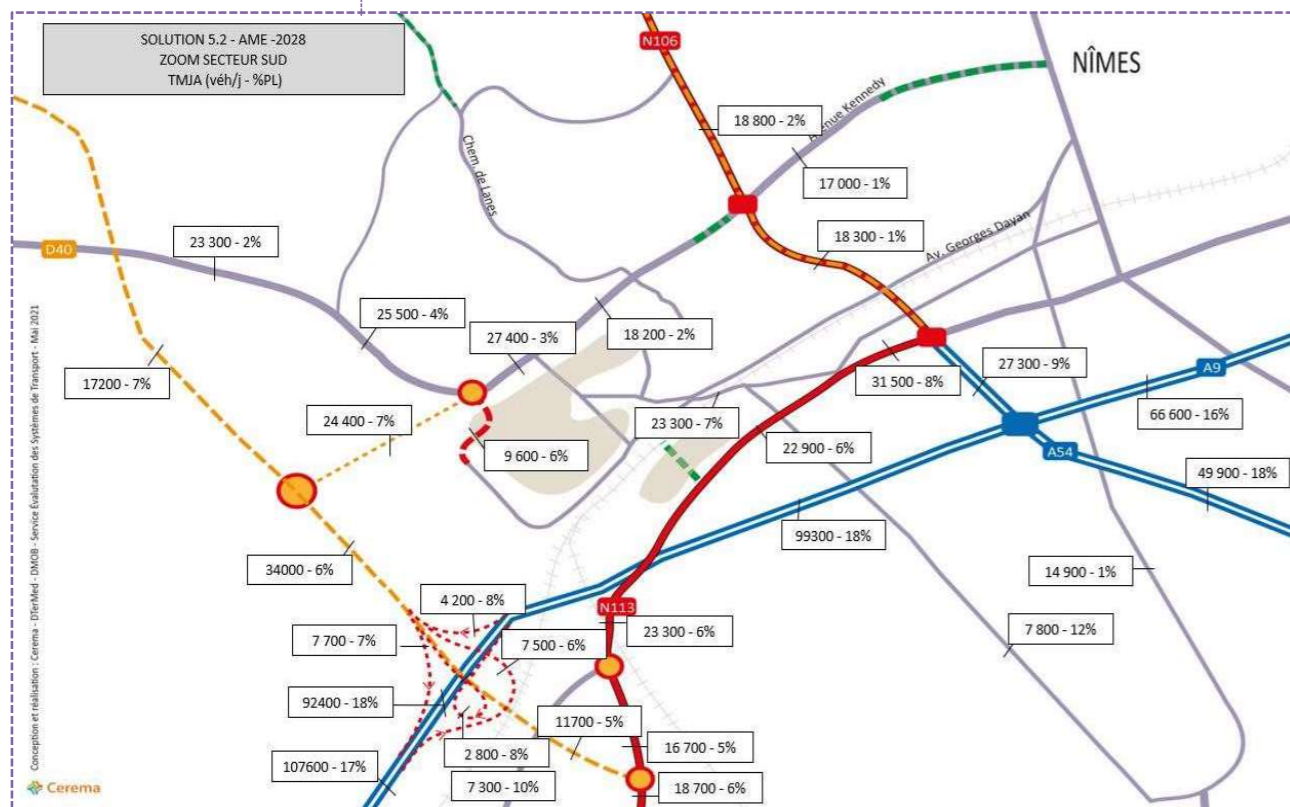 SOLUTION 5.2 - AME -2028
ZOOM SECTEUR SUD
TMJA (véh/j - %PL)
N106
NÎMES
18 800 - 2%
Avenue Kennedy
17 000 - 1%
Chem. de Lanes
Av. Georges Dayan
D40
23 300 - 2%
18 300 - 1%
25 500 - 4%
27 400 - 3%
18 200 - 2%
17200 - 7%
31 500 - 8%
27 300 - 9%
A9
66 600 - 16%
24 400 - 7%
23 300 - 7%
22 900 - 6%
9 600 - 6%
A54
49 900 - 18%
99300 - 18%
34000 - 6%
14 900 - 1%
4 200 - 8%
N113
23 300 - 6%
7 800 - 12%
7 700 - 7%
7 500 - 6%
92400 - 18%
11700 - 5%
2 800 - 8%
16 700 - 5%
107600 - 17%
7 300 - 10%
18 700 - 6%
Conception et réalisation : Cerema - DTerMed - DMOB - Service Évalutation des Systèmes de Transport - Mai 2021
Cerema